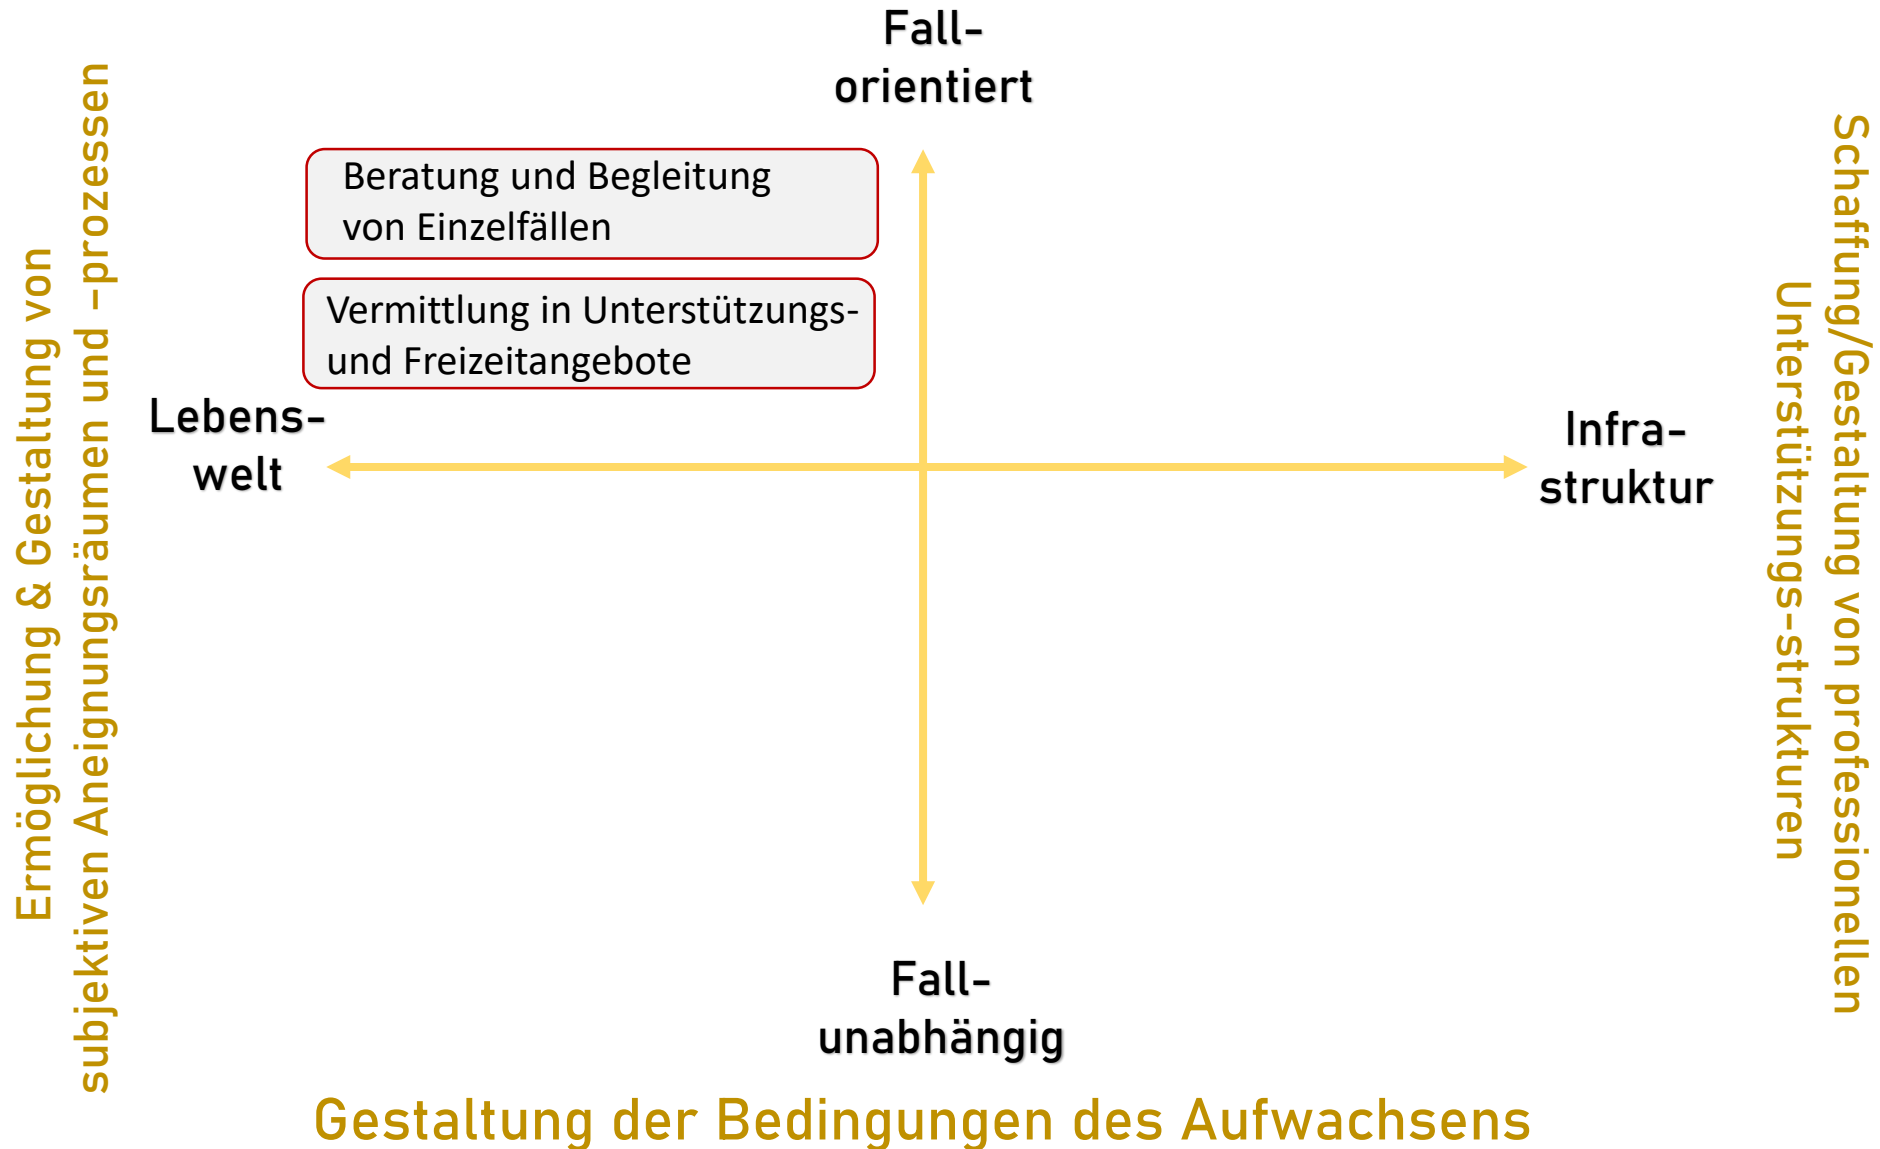 Fall-
orientiert
Ermöglichung & Gestaltung von
subjektiven Aneignungsräumen und –prozessen
Beratung und Begleitung
von Einzelfällen
Vermittlung in Unterstützungs-
und Freizeitangebote
Lebens-
welt
Infra-
struktur
Schaffung/Gestaltung von professionellen
Unterstützungs-strukturen
Fall-
unabhängig
Gestaltung der Bedingungen des Aufwachsens